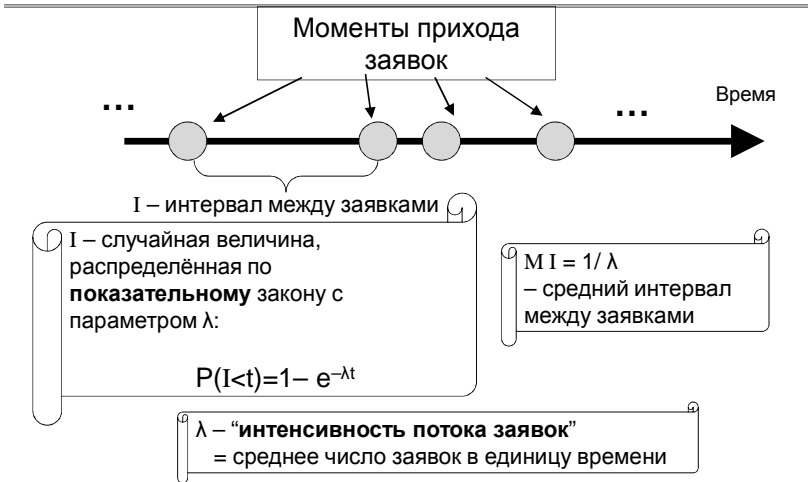 Моменты прихода
заявок
...
...
Время
I – интервал между заявками
I – случайная величина,
распределённая по
показательному закону с
параметром λ:
P(I<t)=1– e^–λt
M I = 1/ λ
– средний интервал
между заявками
λ – “интенсивность потока заявок”
= среднее число заявок в единицу времени